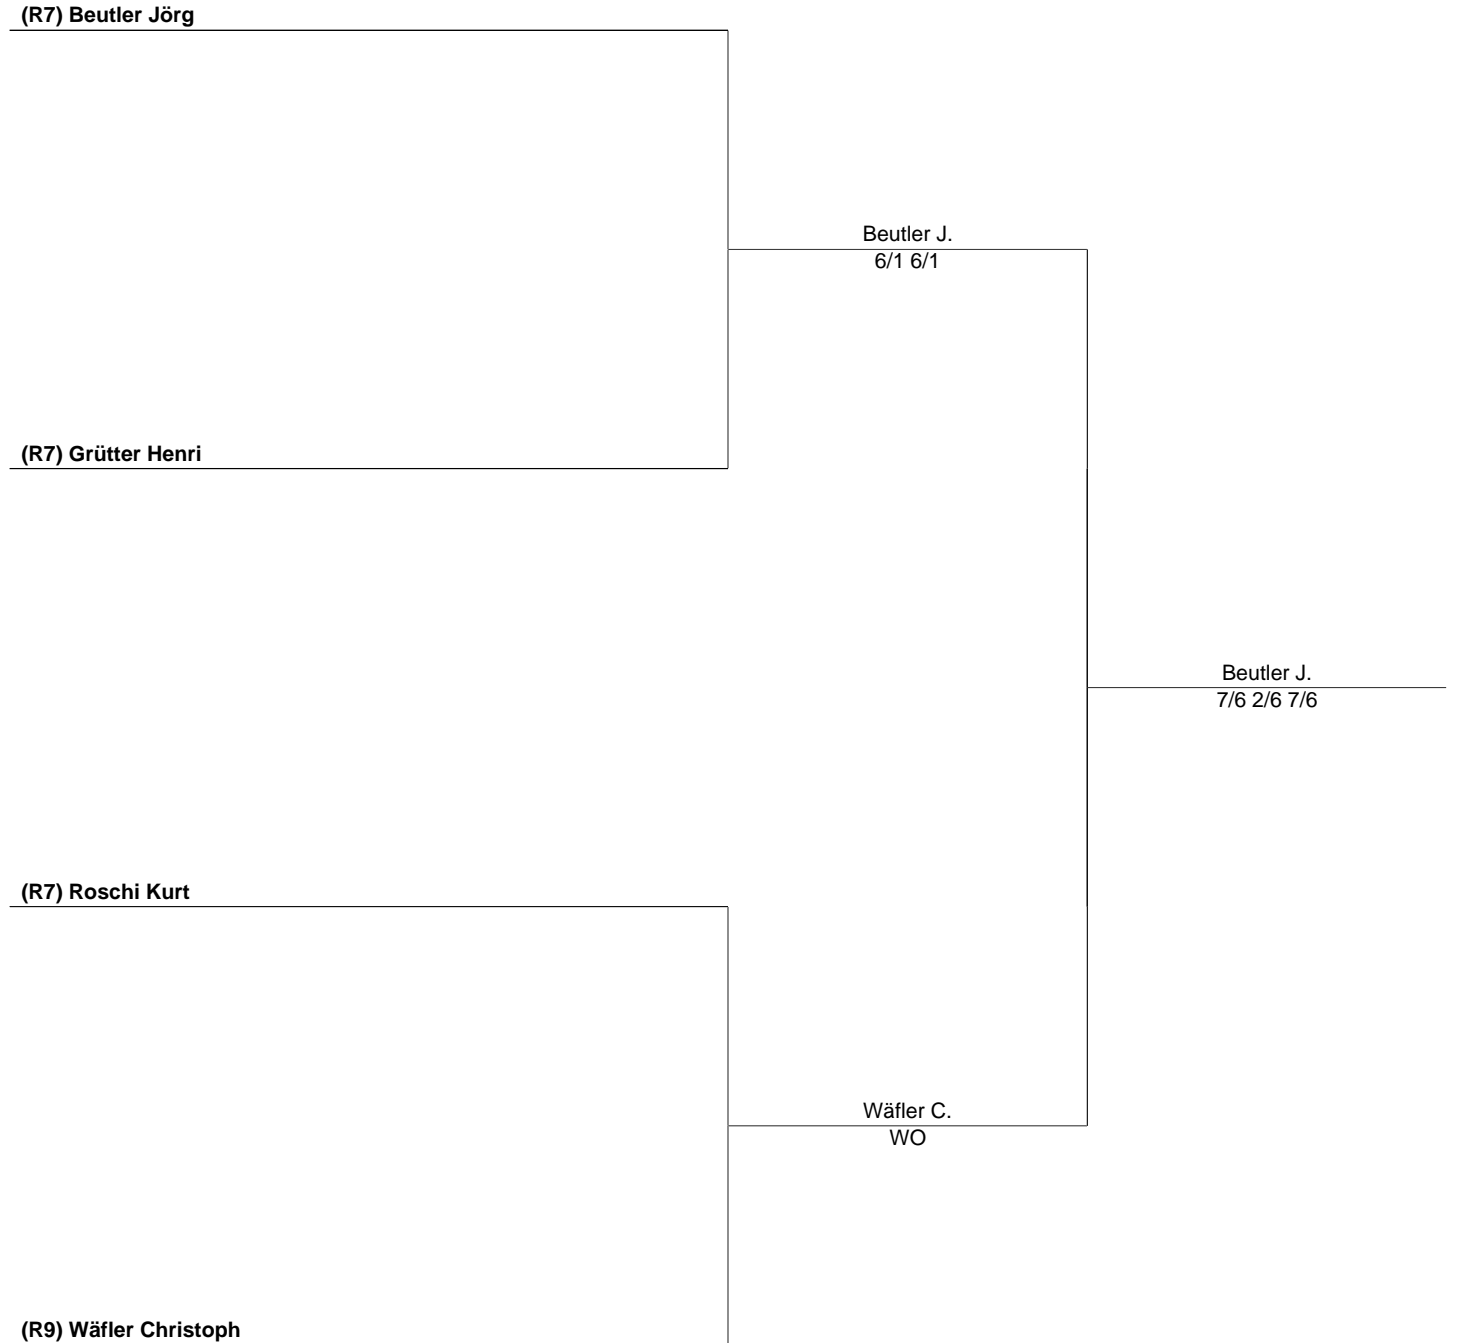 (R7) Beutler Jörg
Beutler J.
6/1 6/1
(R7) Grütter Henri
Beutler J.
7/6 2/6 7/6
(R7) Roschi Kurt
Wäfler C.
WO
(R9) Wäfler Christoph